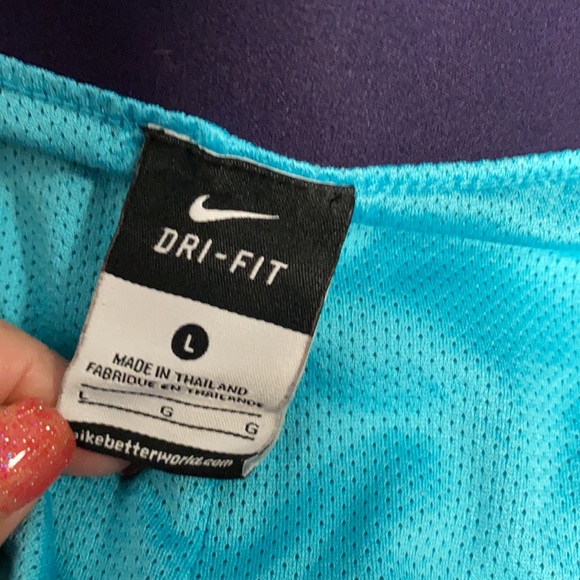 DRI-FIT
L
MADE IN THAILAND
FABRIQUE EN THAILANDE
L G G
nikebetterworld.com